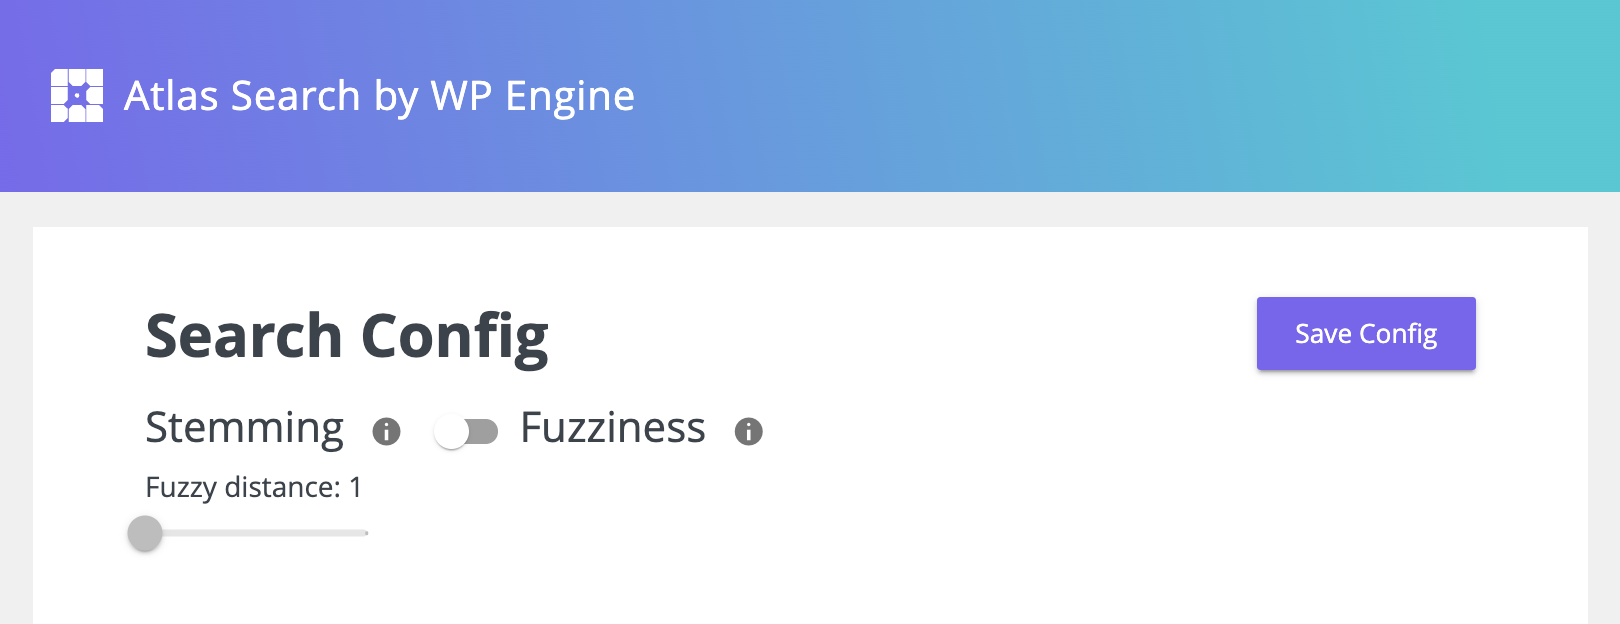 Atlas Search by WP Engine
Search Config
Save Config
Stemming Fuzziness
Fuzzy distance: 1